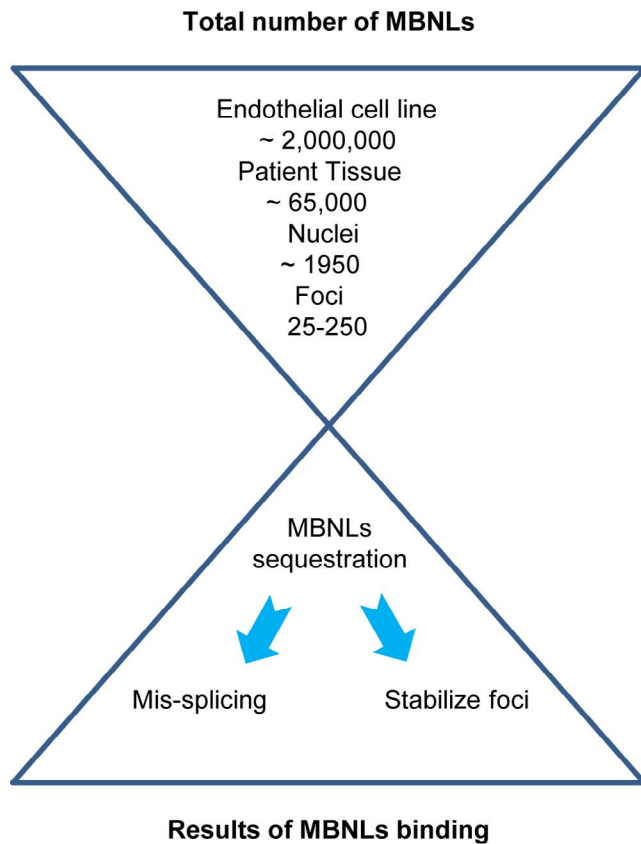 Total number of MBNLs
Endothelial cell line
~ 2,000,000
Patient Tissue
~ 65,000
Nuclei
~ 1950
Foci
25-250
MBNLs
sequestration
Mis-splicing
Stabilize foci
Results of MBNLs binding